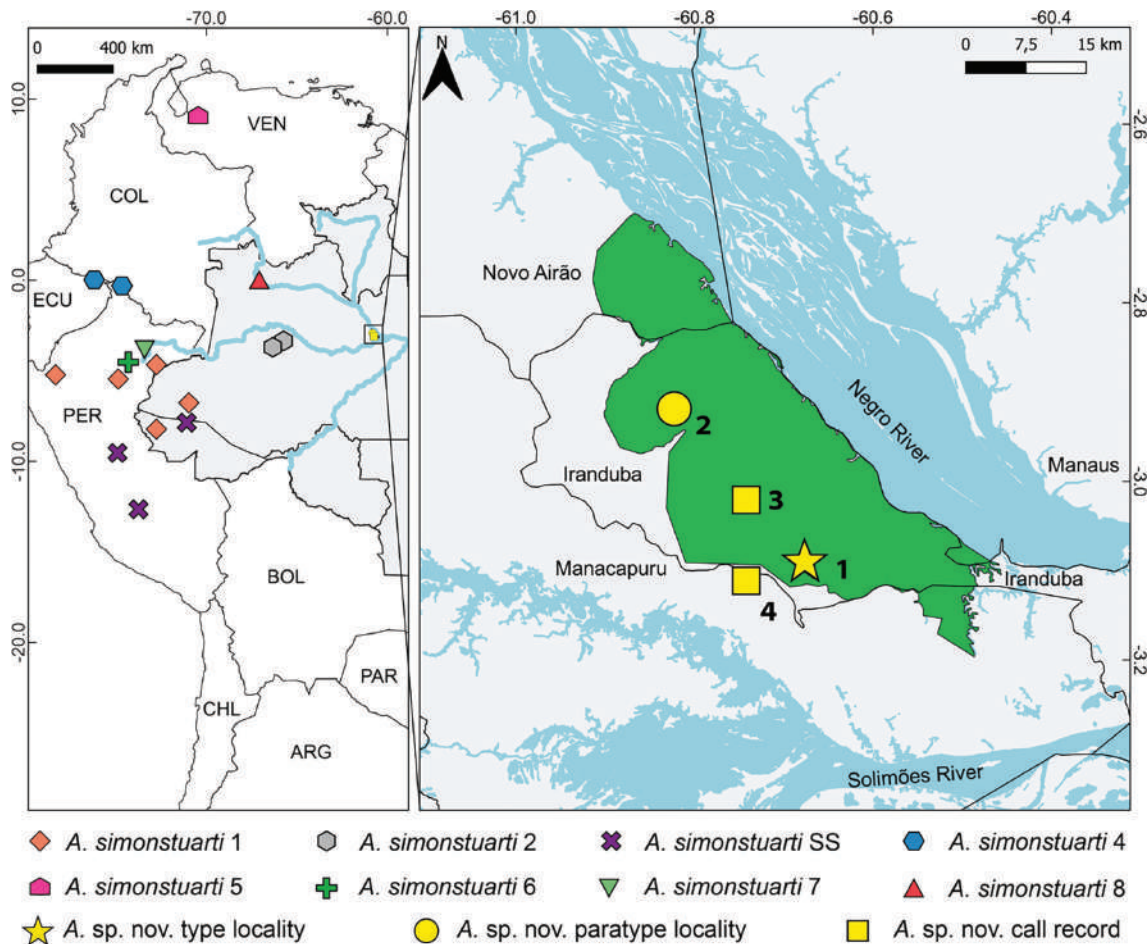 -70.0 -60.0
0 400 km
10.0
0.0
-10.0
-20.0
VEN
COL
ECU
PER
BOL
PAR
CHL
ARG
-61.0 -60.8 -60.6 -60.4
N
0 7,5 15 km
-2.6
-2.8
-3.0
-3.2
Novo Airão
Negro River
Manaus
Iranduba
2
3
1
4
Manacapuru
Iranduba
Solimões River
A. simonstuarti 1 A. simonstuarti 2 A. simonstuarti SS A. simonstuarti 4
A. simonstuarti 5 A. simonstuarti 6 A. simonstuarti 7 A. simonstuarti 8
A. sp. nov. type locality A. sp. nov. paratype locality A. sp. nov. call record